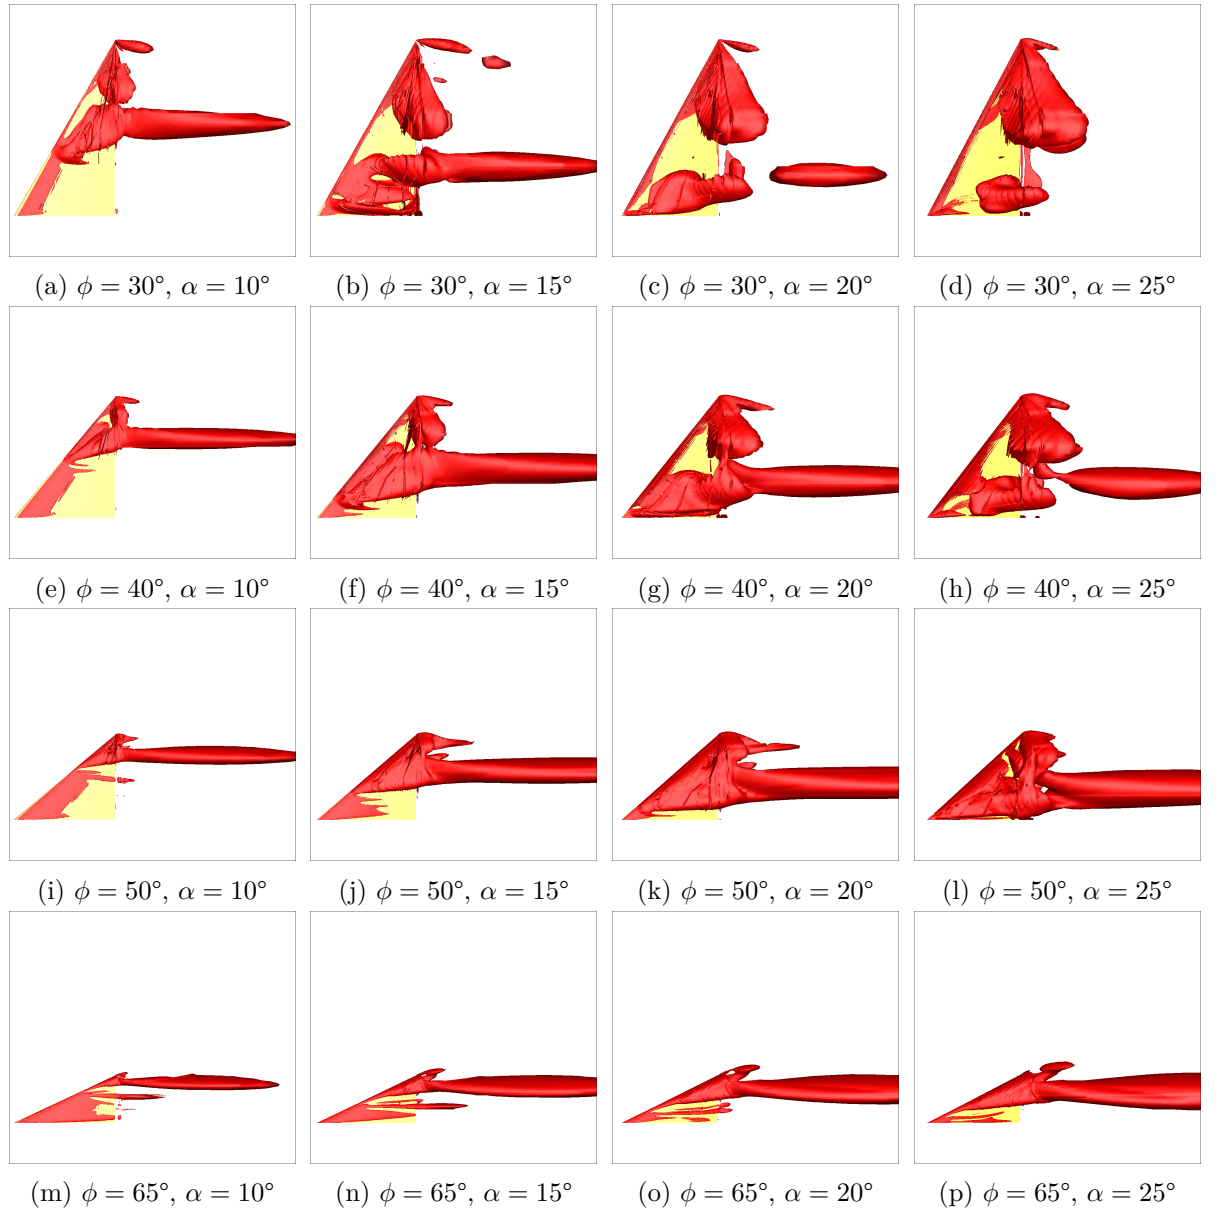 (a) ϕ = 30°, α = 10° (b) ϕ = 30°, α = 15° (c) ϕ = 30°, α = 20° (d) ϕ = 30°, α = 25°
(e) ϕ = 40°, α = 10° (f) ϕ = 40°, α = 15° (g) ϕ = 40°, α = 20° (h) ϕ = 40°, α = 25°
(i) ϕ = 50°, α = 10° (j) ϕ = 50°, α = 15° (k) ϕ = 50°, α = 20° (l) ϕ = 50°, α = 25°
(m) ϕ = 65°, α = 10° (n) ϕ = 65°, α = 15° (o) ϕ = 65°, α = 20° (p) ϕ = 65°, α = 25°